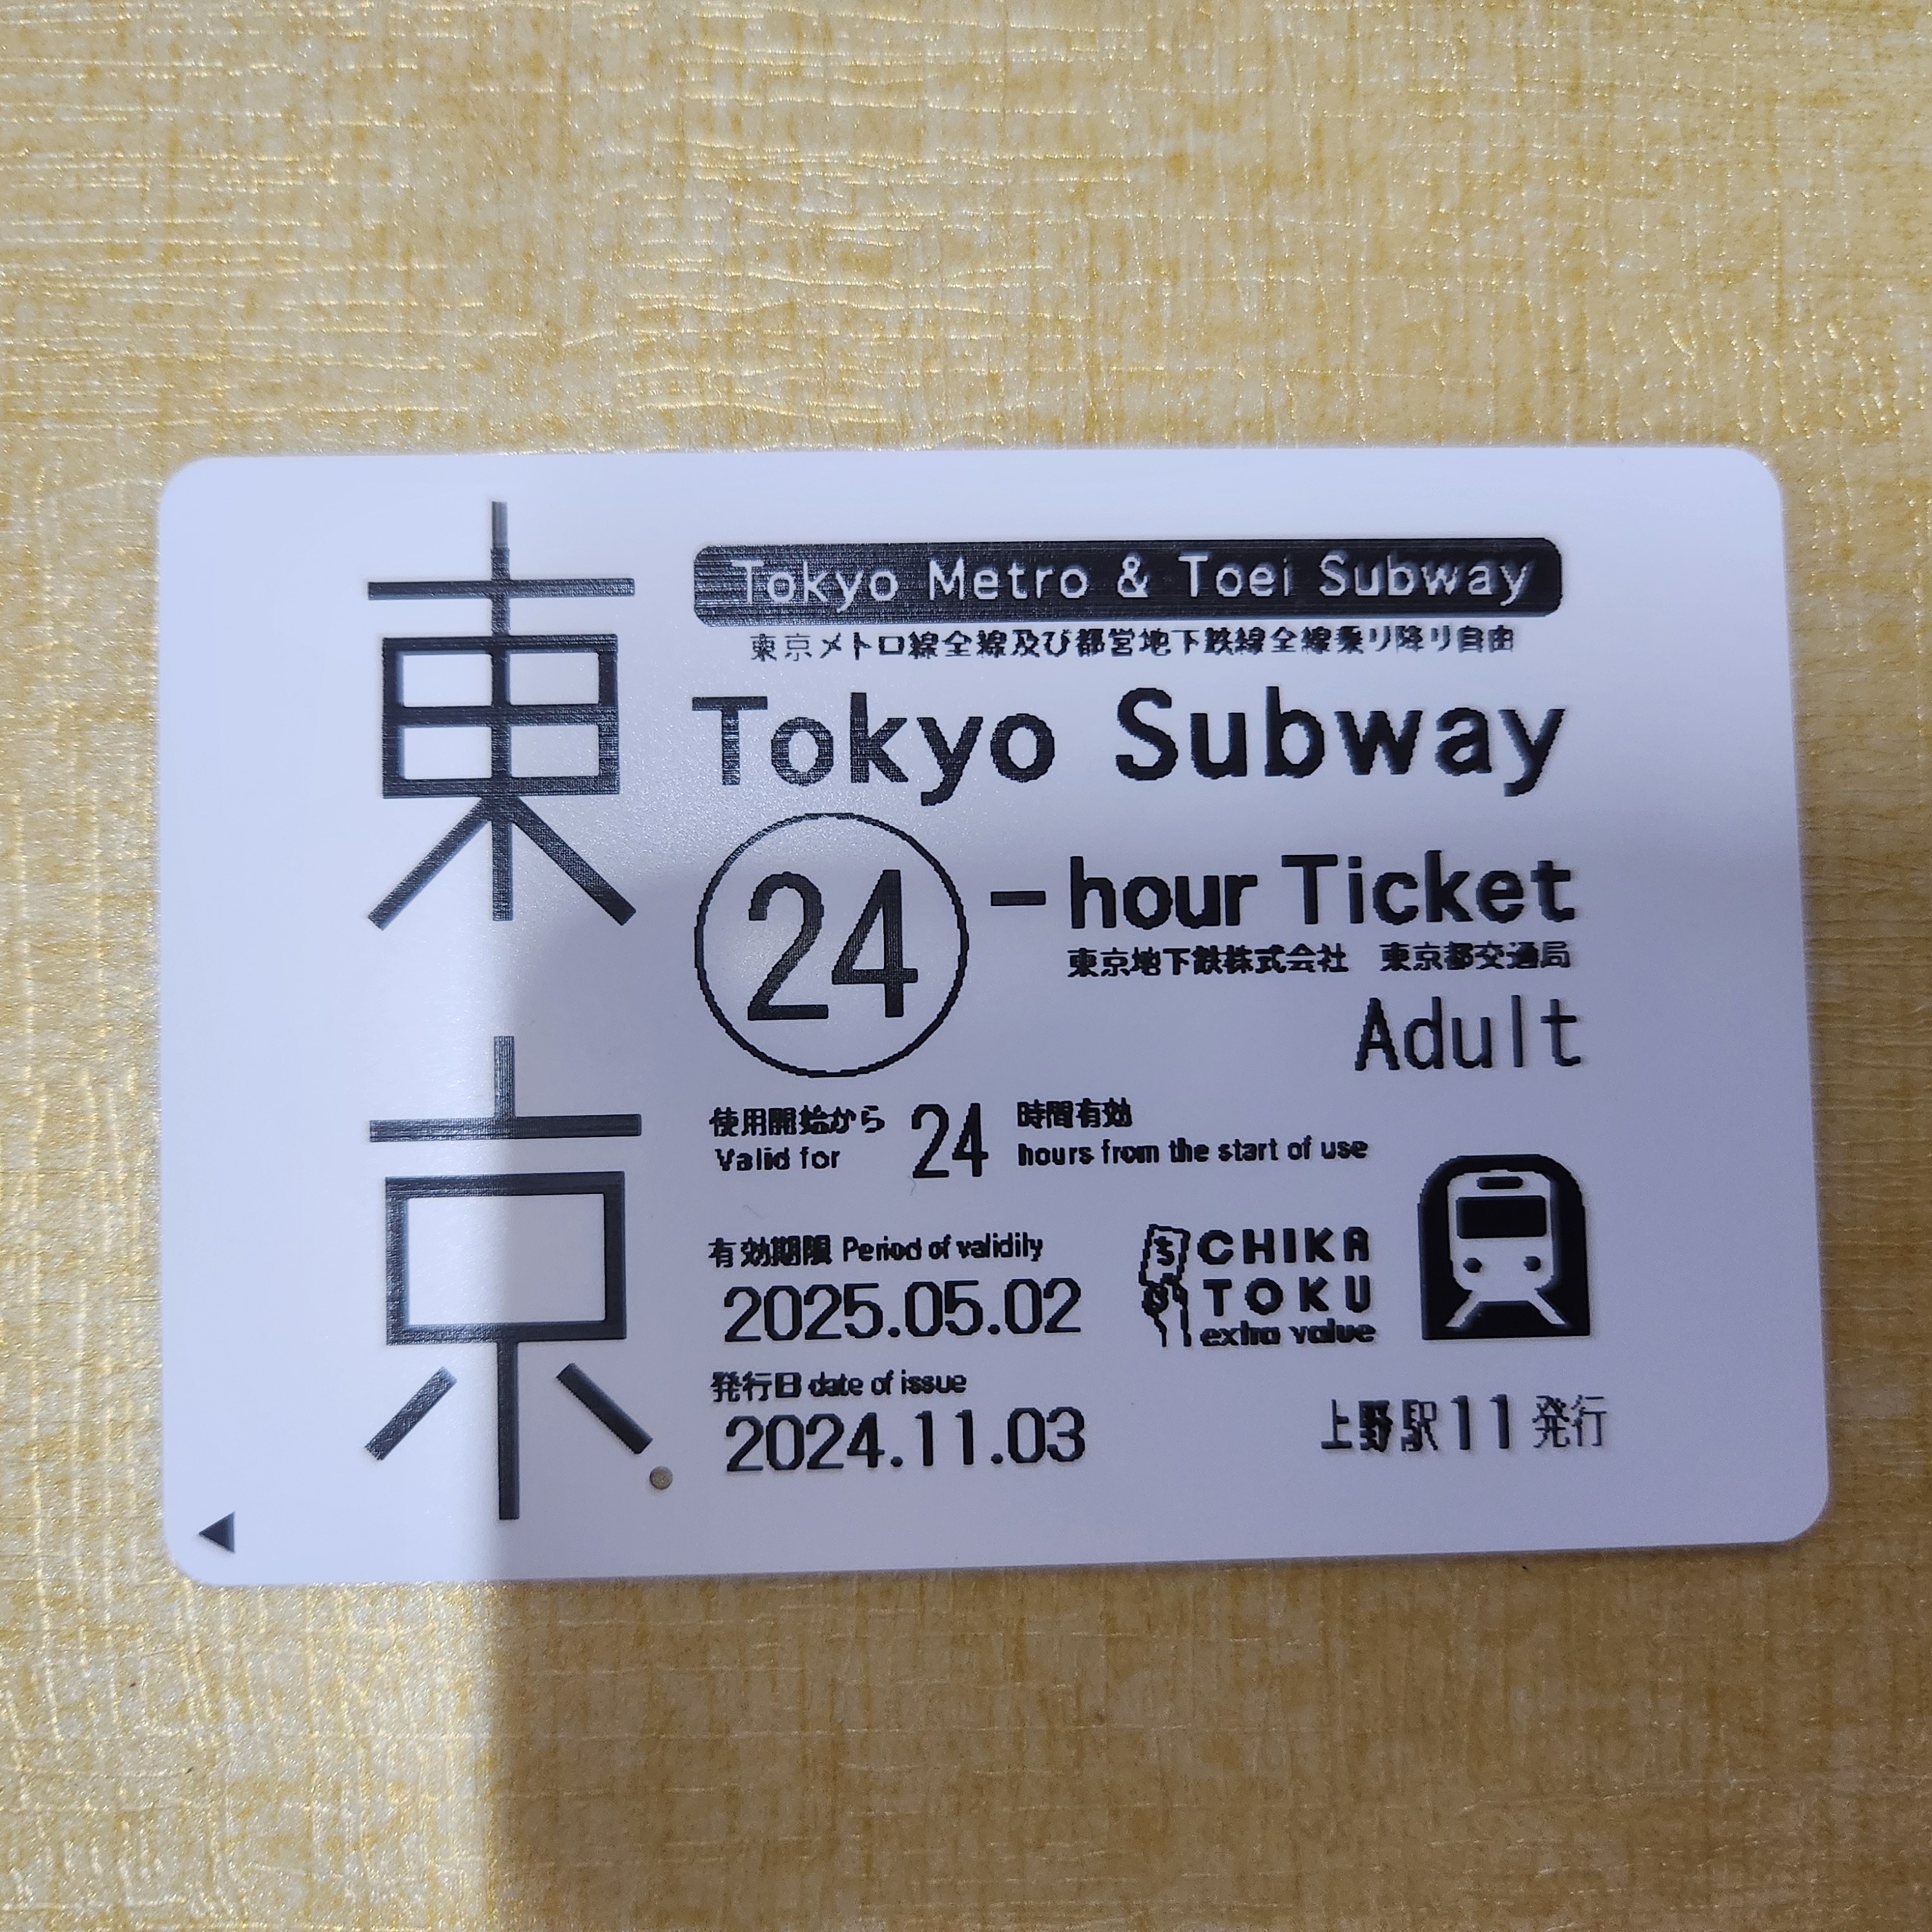 東京
Tokyo Metro & Toei Subway
東京メトロ線全線及び都営地下鉄線全線乗り降り自由
Tokyo Subway
24-hour Ticket
東京地下鉄株式会社 東京都交通局
Adult
使用開始から 24 時間有効
Valid for hours from the start of use
有効期限 Period of validity
2025.05.02
CHIKA
TOKU
extra value
発行日 date of issue
2024.11.03
上野駅11発行